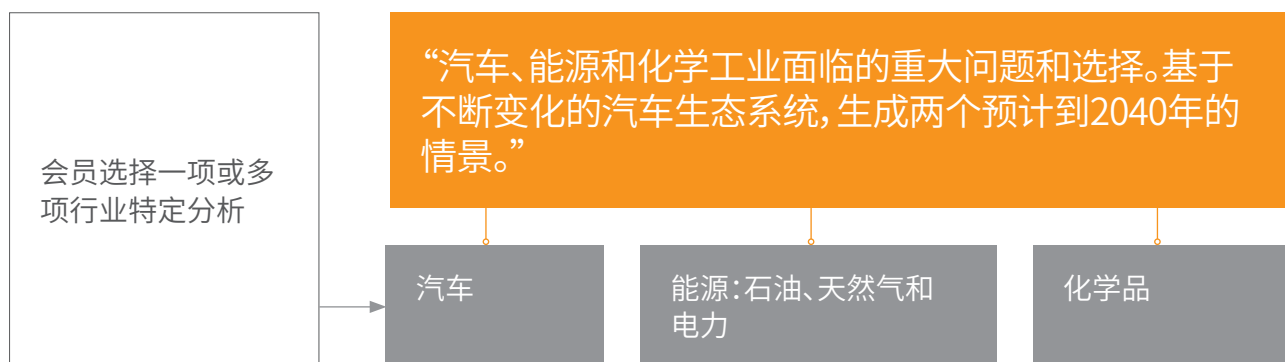 “汽车、能源和化学工业面临的重大问题和选择。基于
不断变化的汽车生态系统，生成两个预计到2040年的
情景。”
会员选择一项或多
项行业特定分析
汽车
能源：石油、天然气和
电力
化学品